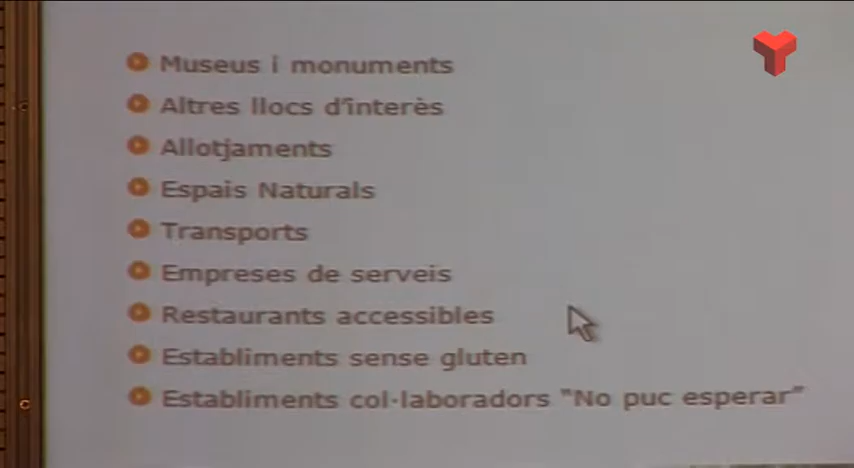 Museus i monuments
Altres llocs d'interès
Allotjaments
Espais Naturals
Transports
Empreses de serveis
Restaurants accessibles
Establiments sense gluten
Establiments col·laboradors "No puc esperar"